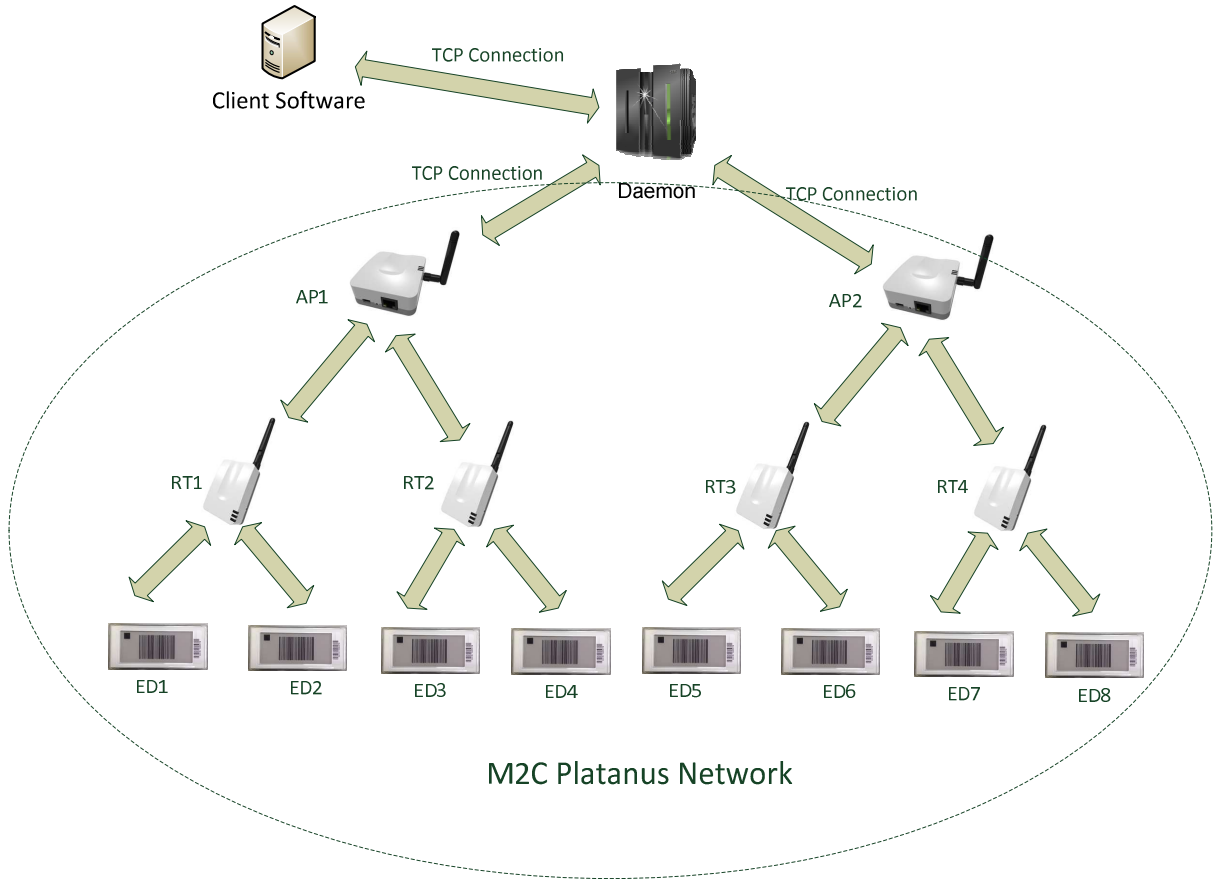 TCP Connection
Client Software
TCP Connection
Daemon
TCP Connection
AP1
AP2
RT1
RT2
RT3
RT4
ED1
ED2
ED3
ED4
ED5
ED6
ED7
ED8
M2C Platanus Network